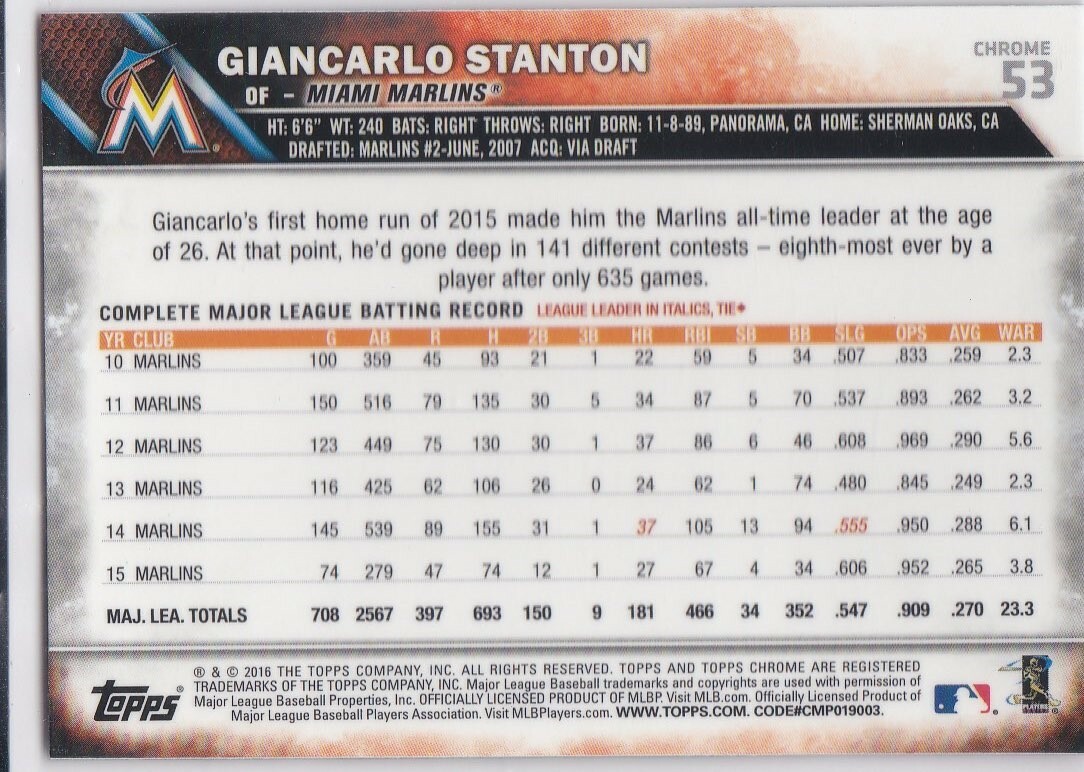 GIANCARLO STANTON
OF - MIAMI MARLINS®
CHROME
53
HT: 6'6" WT: 240 BATS: RIGHT THROWS: RIGHT BORN: 11-8-89, PANORAMA, CA HOME: SHERMAN OAKS, CA
DRAFTED: MARLINS #2-JUNE, 2007 ACQ: VIA DRAFT
Giancarlo's first home run of 2015 made him the Marlins all-time leader at the age
of 26. At that point, he'd gone deep in 141 different contests – eighth-most ever by a
player after only 635 games.
COMPLETE MAJOR LEAGUE BATTING RECORD LEAGUE LEADER IN ITALICS, TIE♦
YR CLUB G AB R H 2B 3B HR RBI SB BB SLG OPS AVG WAR
10 MARLINS 100 359 45 93 21 1 22 59 5 34 .507 .833 .259 2.3
11 MARLINS 150 516 79 135 30 5 34 87 5 70 .537 .893 .262 3.2
12 MARLINS 123 449 75 130 30 1 37 86 6 46 .608 .969 .290 5.6
13 MARLINS 116 425 62 106 26 0 24 62 1 74 .480 .845 .249 2.3
14 MARLINS 145 539 89 155 31 1 37 105 13 94 .555 .950 .288 6.1
15 MARLINS 74 279 47 74 12 1 27 67 4 34 .606 .952 .265 3.8
MAJ. LEA. TOTALS 708 2567 397 693 150 9 181 466 34 352 .547 .909 .270 23.3
Topps®
® & © 2016 THE TOPPS COMPANY, INC. ALL RIGHTS RESERVED. TOPPS AND TOPPS CHROME ARE REGISTERED
TRADEMARKS OF THE TOPPS COMPANY, INC. Major League Baseball trademarks and copyrights are used with permission of
Major League Baseball Properties, Inc. OFFICIALLY LICENSED PRODUCT OF MLBP. Visit MLB.com. Officially Licensed Product of
Major League Baseball Players Association. Visit MLBPlayers.com. WWW.TOPPS.COM. CODE#CMP019003.